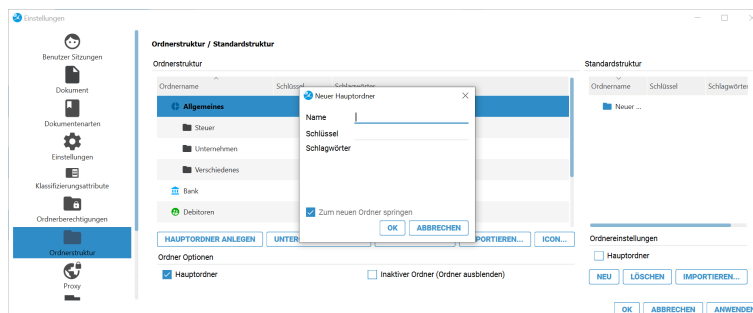 Einstellungen
Benutzer Sitzungen
Dokument
Dokumentenarten
Einstellungen
Klassifizierungsattribute
Ordnerberechtigungen
Ordnerstruktur
Proxy
Ordnerstruktur / Standardstruktur
Ordnerstruktur
Ordnername Schlüssel Schlagwörter
Allgemeines
Steuer
Unternehmen
Verschiedenes
Bank
Debitoren
HAUPTORDNER ANLEGEN UNTER PORTIEREN... ICON...
Ordner Optionen
Hauptordner Inaktiver Ordner (Ordner ausblenden)
Neuer Hauptordner
Name
Schlüssel
Schlagwörter
Zum neuen Ordner springen
OK ABBRECHEN
Standardstruktur
Ordnername Schlüssel Schlagwörter
Neuer ...
Ordnereinstellungen
Hauptordner
NEU LÖSCHEN IMPORTIEREN...
OK ABBRECHEN ANWENDEN